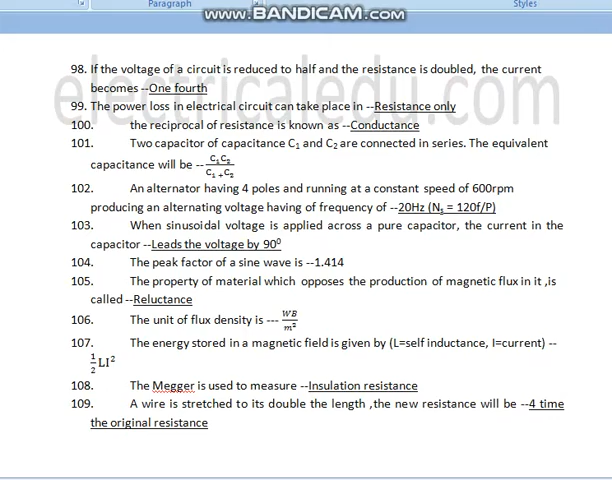 Paragraph
Styles
www.BANDICAM.com
electricaledu.com
98. If the voltage of a circuit is reduced to half and the resistance is doubled, the current
becomes --One fourth
99. The power loss in electrical circuit can take place in --Resistance only
100. the reciprocal of resistance is known as --Conductance
101. Two capacitor of capacitance C₁ and C₂ are connected in series. The equivalent
capacitance will be -- C₁C₂ / C₁ + C₂
102. An alternator having 4 poles and running at a constant speed of 600rpm
producing an alternating voltage having of frequency of --20Hz (Nₛ = 120f/P)
103. When sinusoidal voltage is applied across a pure capacitor, the current in the
capacitor --Leads the voltage by 90⁰
104. The peak factor of a sine wave is --1.414
105. The property of material which opposes the production of magnetic flux in it ,is
called --Reluctance
106. The unit of flux density is --- WB/m²
107. The energy stored in a magnetic field is given by (L=self inductance, I=current) --
1/2 LI²
108. The Megger is used to measure --Insulation resistance
109. A wire is stretched to its double the length ,the new resistance will be --4 time
the original resistance